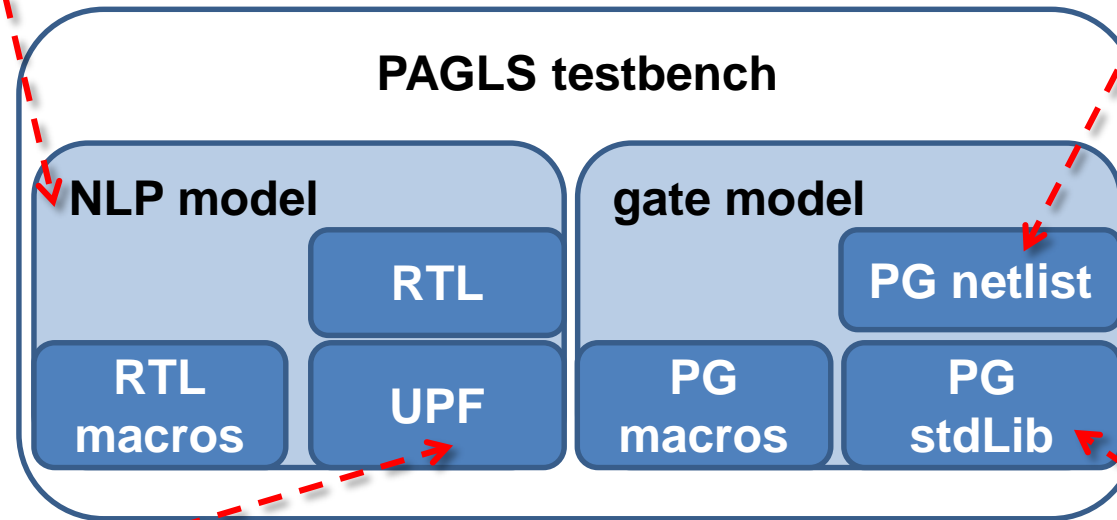 PAGLS testbench
NLP model
RTL
RTL
macros
UPF
gate model
PG netlist
PG
macros
PG
stdLib